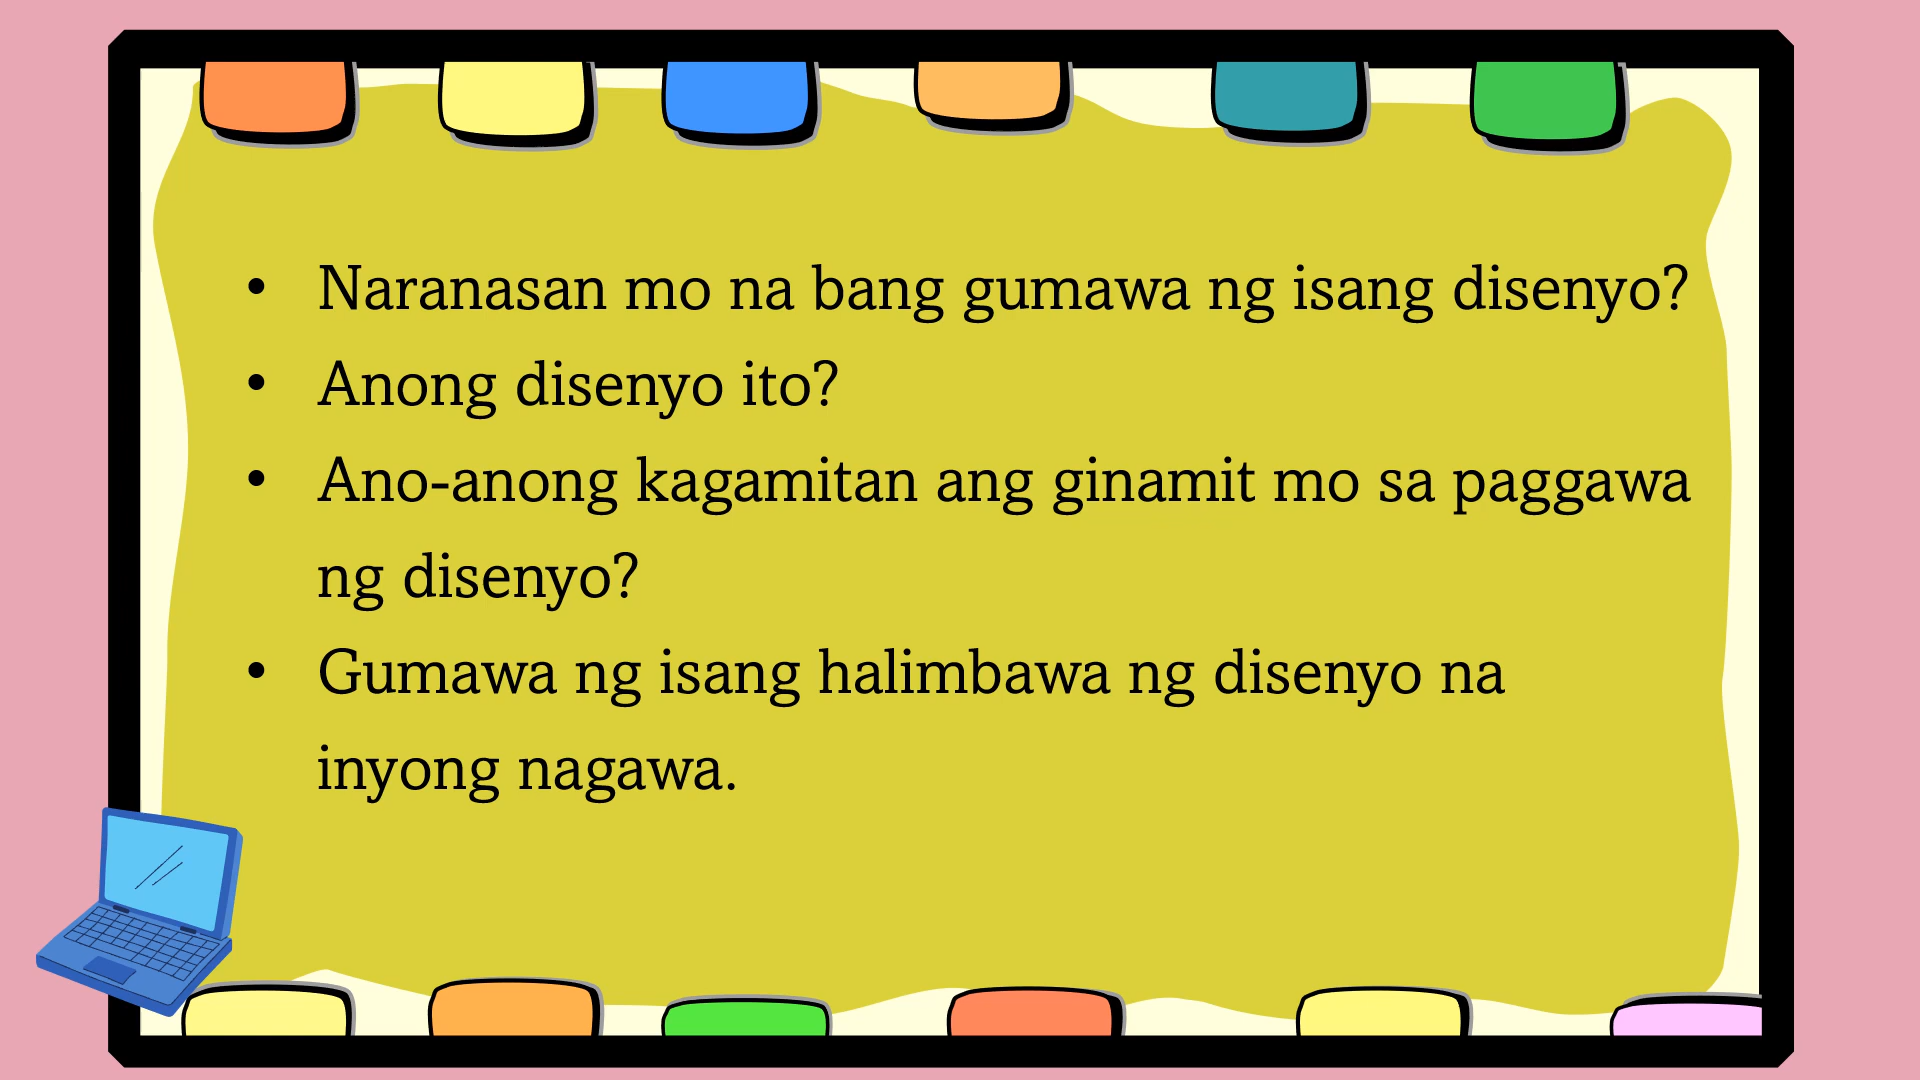 • Naranasan mo na bang gumawa ng isang disenyo?
• Anong disenyo ito?
• Ano-anong kagamitan ang ginamit mo sa paggawa
ng disenyo?
• Gumawa ng isang halimbawa ng disenyo na
inyong nagawa.